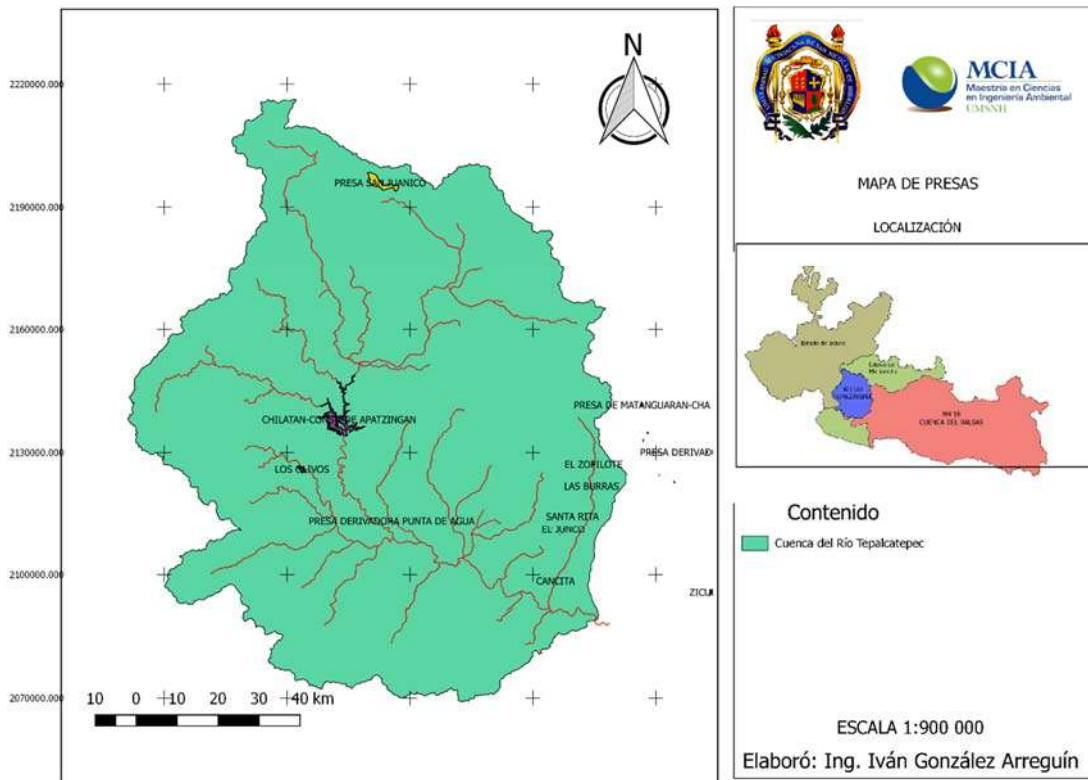 N
2220000.000
2190000.000
2160000.000
2130000.000
2100000.000
2070000.000
PRESA SAN JUANICO
PRESA DE MATANGUARAN-CHA
CHILATAN-CO DE APATZINGAN
PRESA DERIVAD
EL ZOPILOTE
LOS OLIVOS
LAS BURRAS
SANTA RITA
PRESA DERIVADORA PUNTA DE AGUA
EL JUNCO
CANCITA
10 0 10 20 30 40 km
MCIA
Maestría en Ciencias
en Ingeniería Ambiental
UMSNH
MAPA DE PRESAS
LOCALIZACIÓN
Estado de Jalisco
CUENCA DEL BALSAS
Contenido
Cuenca del Río Tepalcatepec
ESCALA 1:900 000
Elaboró: Ing. Iván González Arreguín